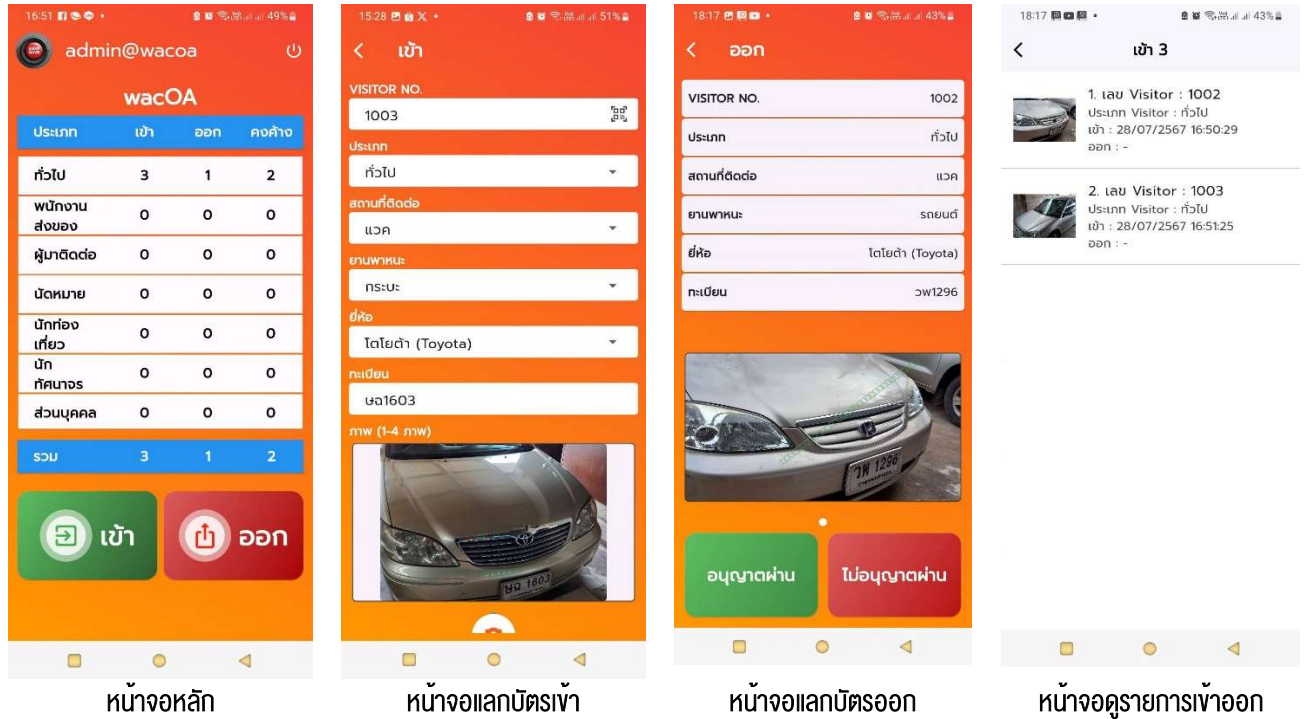 16:51
49%
admin@wacoa
wacOA
ประเภท เข้า ออก คงค้าง
ทั่วไป 3 1 2
พนักงาน
ส่งของ 0 0 0
ผู้มาติดต่อ 0 0 0
นัดหมาย 0 0 0
นักท่อง
เที่ยว 0 0 0
นัก
ทัศนาจร 0 0 0
ส่วนบุคคล 0 0 0
รวม 3 1 2
เข้า
ออก
หน้าจอหลัก
15:28
51%
เข้า
VISITOR NO.
1003
ประเภท
ทั่วไป
สถานที่ติดต่อ
แวค
ยานพาหนะ
กระบะ
ยี่ห้อ
โตโยต้า (Toyota)
ทะเบียน
ษฉ1603
ภาพ (1-4 ภาพ)
ษฉ 1603
หน้าจอแลกบัตรเข้า
18:17
43%
ออก
VISITOR NO. 1002
ประเภท ทั่วไป
สถานที่ติดต่อ แวค
ยานพาหนะ รถยนต์
ยี่ห้อ โตโยต้า (Toyota)
ทะเบียน วพ1296
วพ 1296
อนุญาตผ่าน
ไม่อนุญาตผ่าน
หน้าจอแลกบัตรออก
18:17
43%
เข้า 3
1. เลข Visitor : 1002
ประเภท Visitor : ทั่วไป
เข้า : 28/07/2567 16:50:29
ออก : -
2. เลข Visitor : 1003
ประเภท Visitor : ทั่วไป
เข้า : 28/07/2567 16:51:25
ออก : -
หน้าจอดูรายการเข้าออก